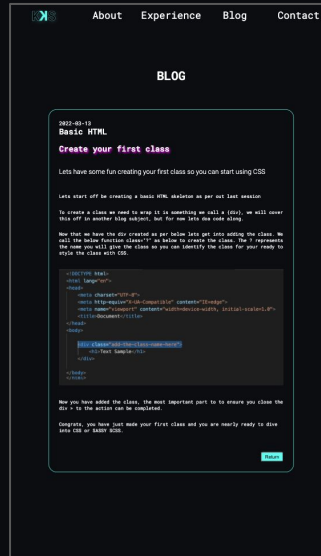 RKS About Experience Blog Contact
BLOG
2022-03-13
Basic HTML
Create your first class
Lets have some fun creating your first class so you can start using CSS
Lets start off be creating a basic HTML skeleton as per out last session
To create a class we need to wrap it is something we call a (div), we will cover
this off in another blog subject, but for now lets doa code along.
Now that we have the div created as per below lets get into adding the class. We
call the below function class="?" as below to create the class. The ? represents
the name you will give the class so you can identify the class for your ready to
style the class with CSS.
<!DOCTYPE html>
<html lang="en">
<head>
<meta charset="UTF-8">
<meta http-equiv="X-UA-Compatible" content="IE=edge">
<meta name="viewport" content="width=device-width, initial-scale=1.0">
<title>Document</title>
</head>
<body>
<div class="add-the-class-name-here">
<h1>Text Sample</h1>
</div>
</body>
</html>
Now you have added the class, the most important part to to ensure you close the
div > to the action can be completed.
Congrats, you have just made your first class and you are nearly ready to dive
into CSS or SASSY SCSS.
Return